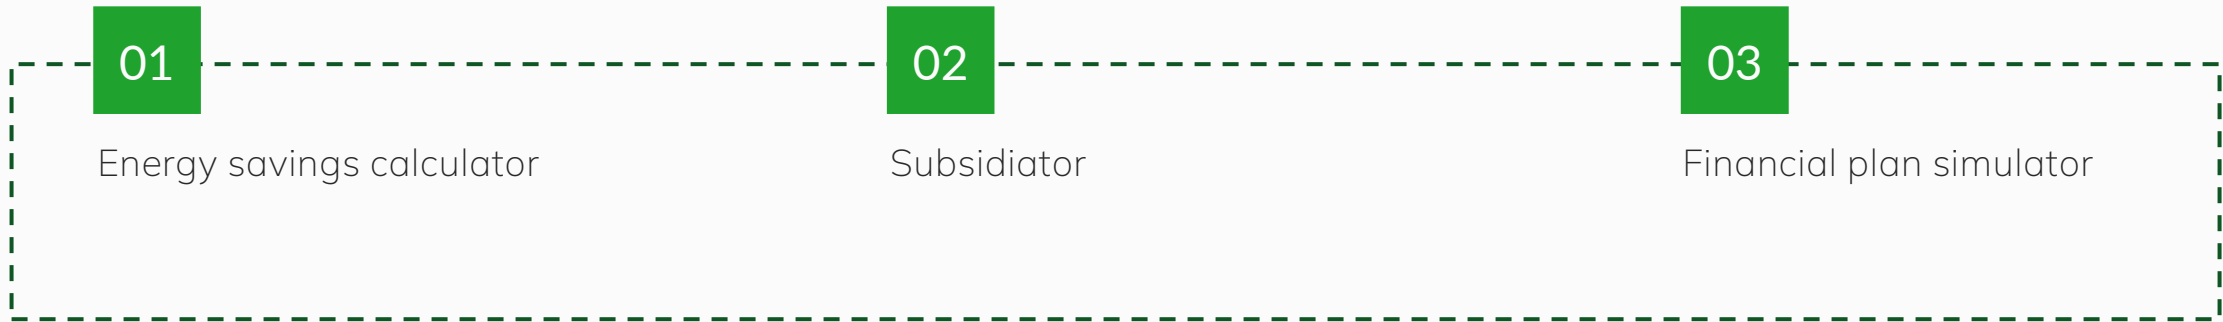 01
02
03
Energy savings calculator
Subsidiator
Financial plan simulator